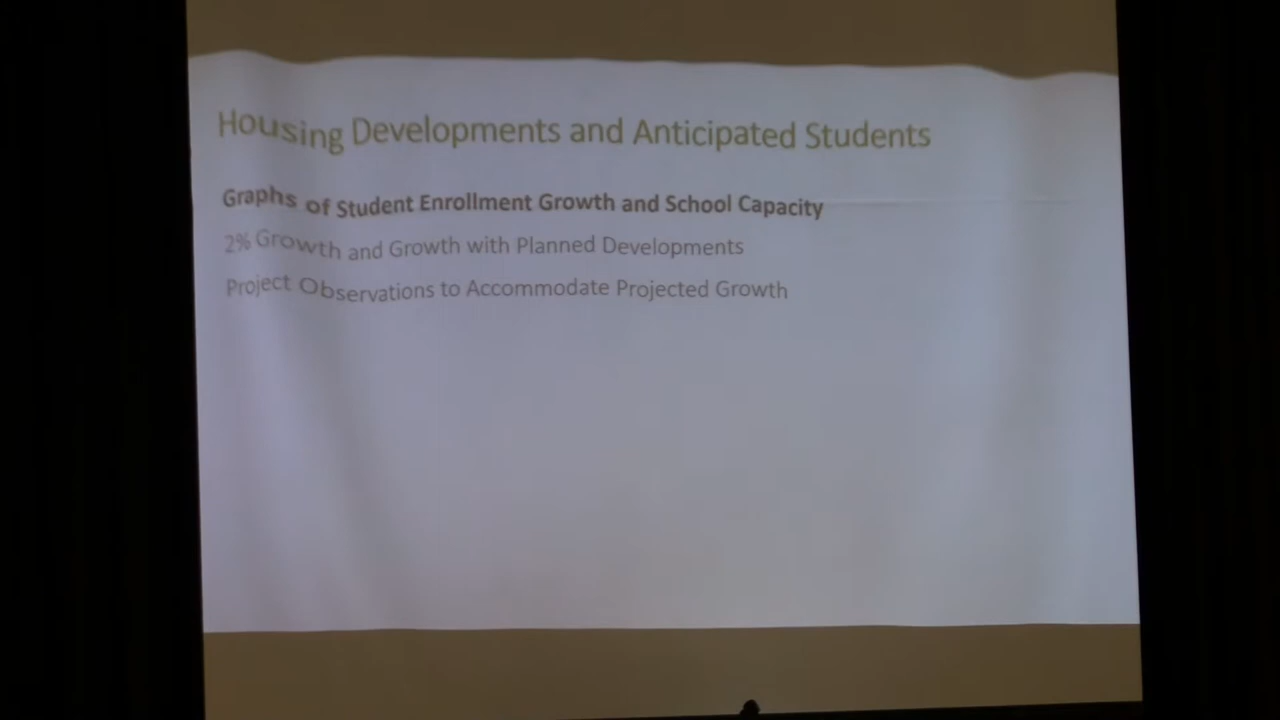 Housing Developments and Anticipated Students
Graphs of Student Enrollment Growth and School Capacity
2% Growth and Growth with Planned Developments
Project Observations to Accommodate Projected Growth